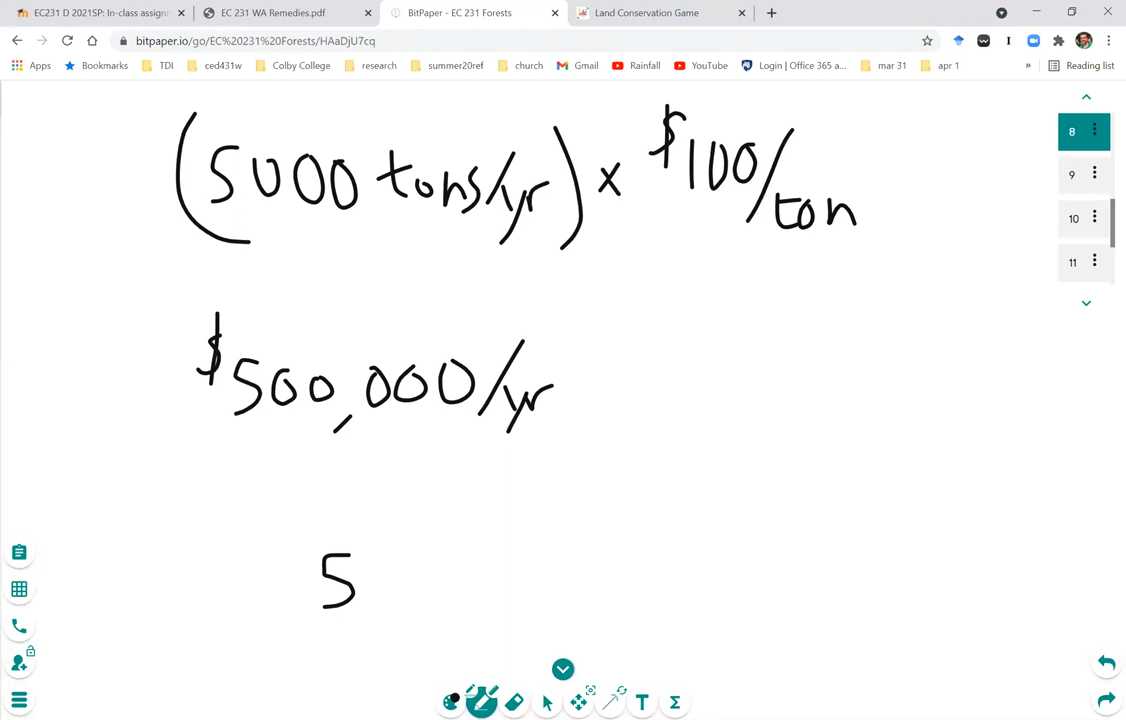 EC231 D 2021SP: In-class assignm
EC 231 WA Remedies.pdf
BitPaper - EC 231 Forests
Land Conservation Game
bitpaper.io/go/EC%20231%20Forests/HAaDjU7cq
Apps Bookmarks TDI ced431w Colby College research summer20ref church Gmail Rainfall YouTube Login | Office 365 a... mar 31 apr 1 » Reading list
(5000 tons/yr) x $100/ton
$500,000/yr
5
8
9
10
11
T Σ